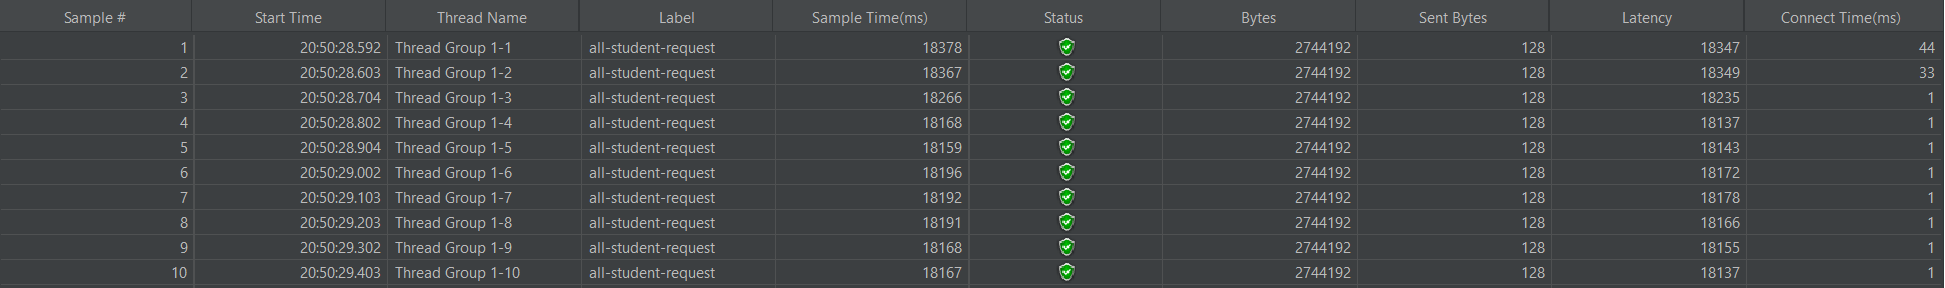 Sample # Start Time Thread Name Label Sample Time(ms) Status Bytes Sent Bytes Latency Connect Time(ms)
1 20:50:28.592 Thread Group 1-1 all-student-request 18378 2744192 128 18347 44
2 20:50:28.603 Thread Group 1-2 all-student-request 18367 2744192 128 18349 33
3 20:50:28.704 Thread Group 1-3 all-student-request 18266 2744192 128 18235 1
4 20:50:28.802 Thread Group 1-4 all-student-request 18168 2744192 128 18137 1
5 20:50:28.904 Thread Group 1-5 all-student-request 18159 2744192 128 18143 1
6 20:50:29.002 Thread Group 1-6 all-student-request 18196 2744192 128 18172 1
7 20:50:29.103 Thread Group 1-7 all-student-request 18192 2744192 128 18178 1
8 20:50:29.203 Thread Group 1-8 all-student-request 18191 2744192 128 18166 1
9 20:50:29.302 Thread Group 1-9 all-student-request 18168 2744192 128 18155 1
10 20:50:29.403 Thread Group 1-10 all-student-request 18167 2744192 128 18137 1